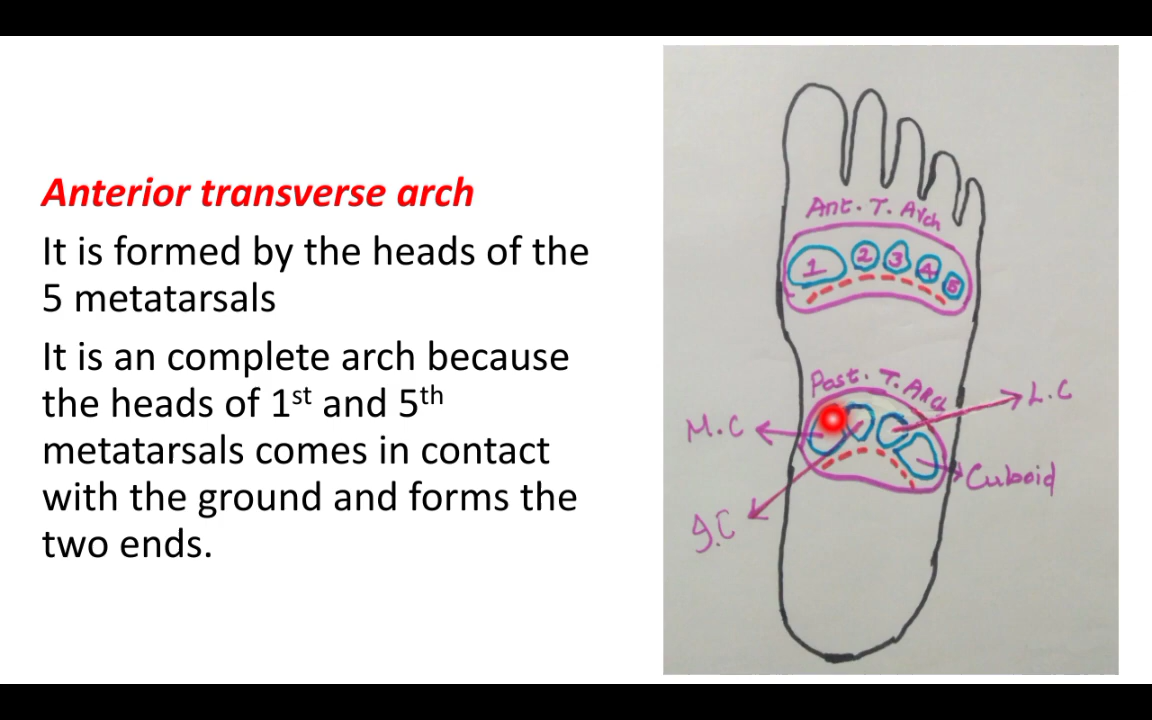 Anterior transverse arch
It is formed by the heads of the
5 metatarsals
It is an complete arch because
the heads of 1st and 5th
metatarsals comes in contact
with the ground and forms the
two ends.
Ant. T. Arch
1 2 3 4 5
Post. T. Arch
L.C
M.C
Cuboid
I.C